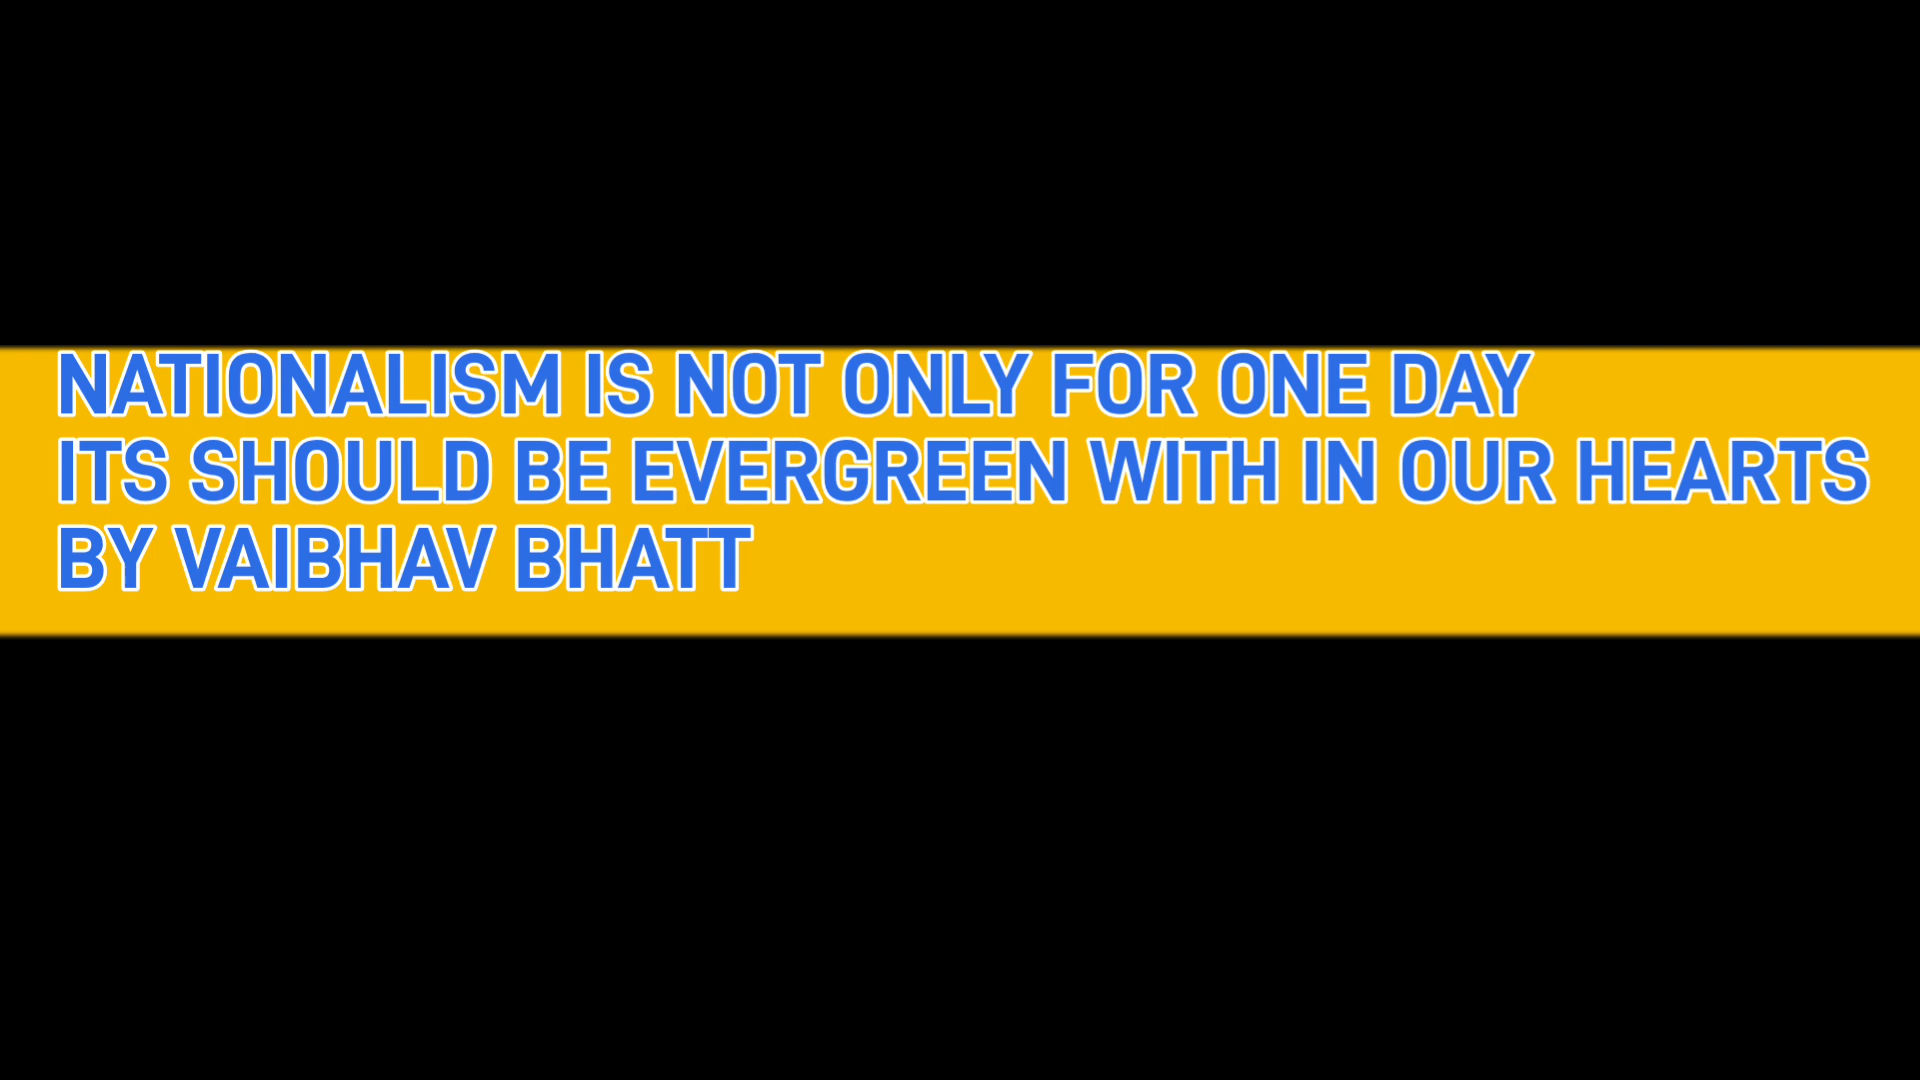 NATIONALISM IS NOT ONLY FOR ONE DAY
ITS SHOULD BE EVERGREEN WITH IN OUR HEARTS
BY VAIBHAV BHATT